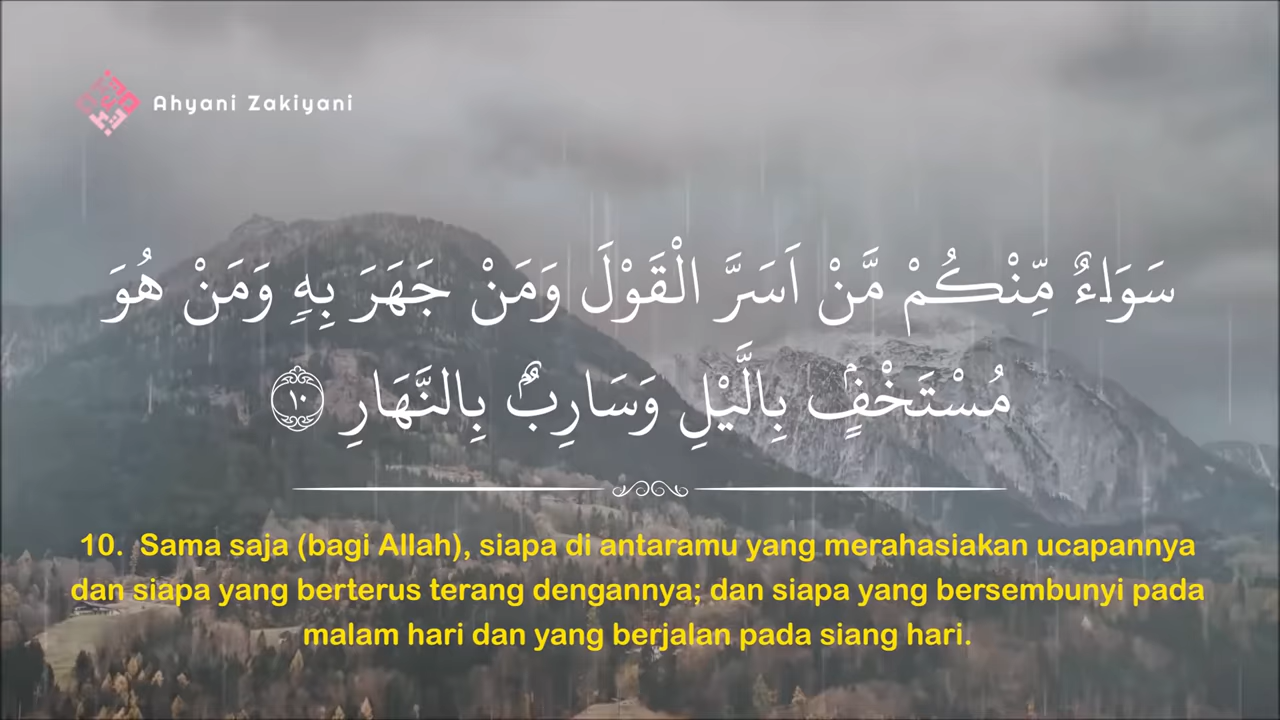 Ahyani Zakiyani
سَوَاۤءٌ مِّنْكُمْ مَّنْ اَسَرَّ الْقَوْلَ وَمَنْ جَهَرَ بِهٖ وَمَنْ هُوَ
مُسْتَخْفٍۢ بِالَّيْلِ وَسَارِبٌۢ بِالنَّهَارِ ۝١٠
10. Sama saja (bagi Allah), siapa di antaramu yang merahasiakan ucapannya
dan siapa yang berterus terang dengannya; dan siapa yang bersembunyi pada
malam hari dan yang berjalan pada siang hari.